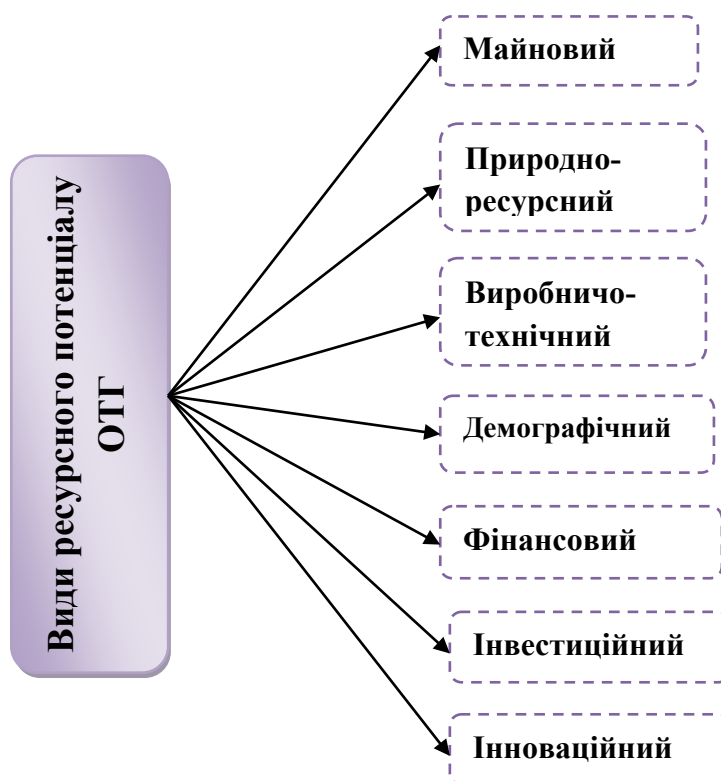 Види ресурсного потенціалу
ОТГ
Майновий
Природно-
ресурсний
Виробничо-
технічний
Демографічний
Фінансовий
Інвестиційний
Інноваційний